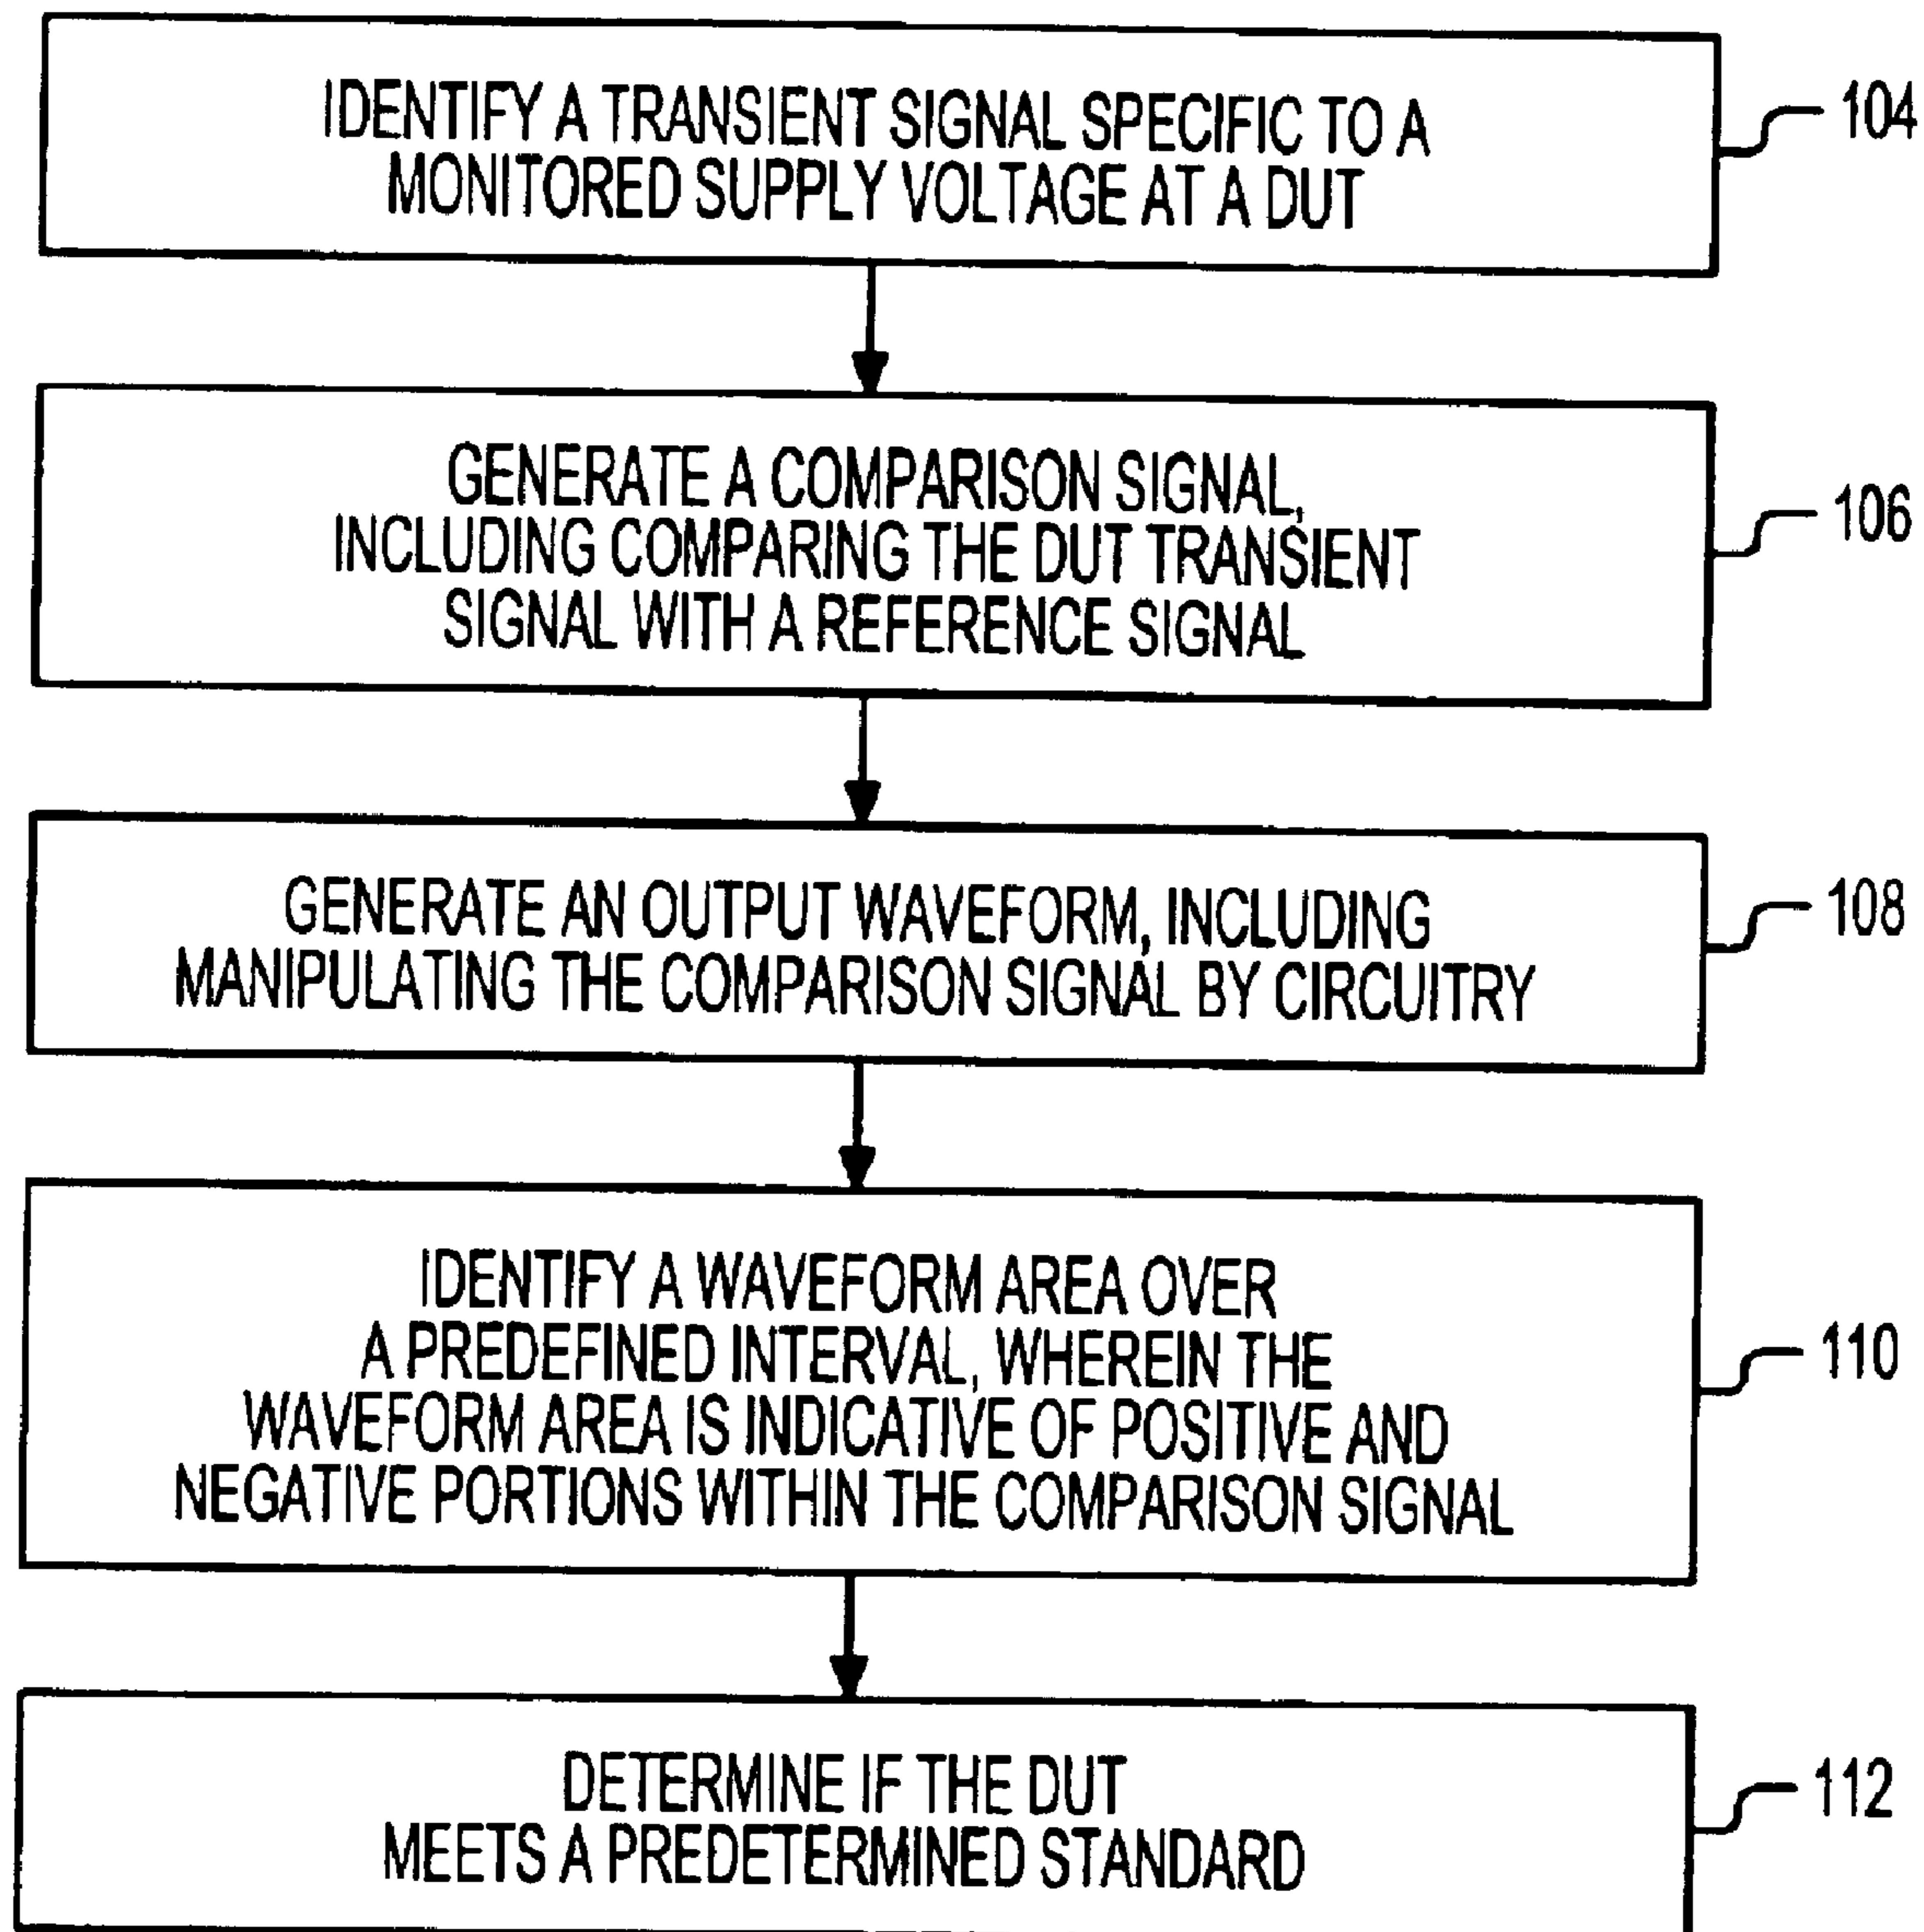 IDENTIFY A TRANSIENT SIGNAL SPECIFIC TO A
MONITORED SUPPLY VOLTAGE AT A DUT
104
GENERATE A COMPARISON SIGNAL,
INCLUDING COMPARING THE DUT TRANSIENT
SIGNAL WITH A REFERENCE SIGNAL
106
GENERATE AN OUTPUT WAVEFORM, INCLUDING
MANIPULATING THE COMPARISON SIGNAL BY CIRCUITRY
108
IDENTIFY A WAVEFORM AREA OVER
A PREDEFINED INTERVAL, WHEREIN THE
WAVEFORM AREA IS INDICATIVE OF POSITIVE AND
NEGATIVE PORTIONS WITHIN THE COMPARISON SIGNAL
110
DETERMINE IF THE DUT
MEETS A PREDETERMINED STANDARD
112